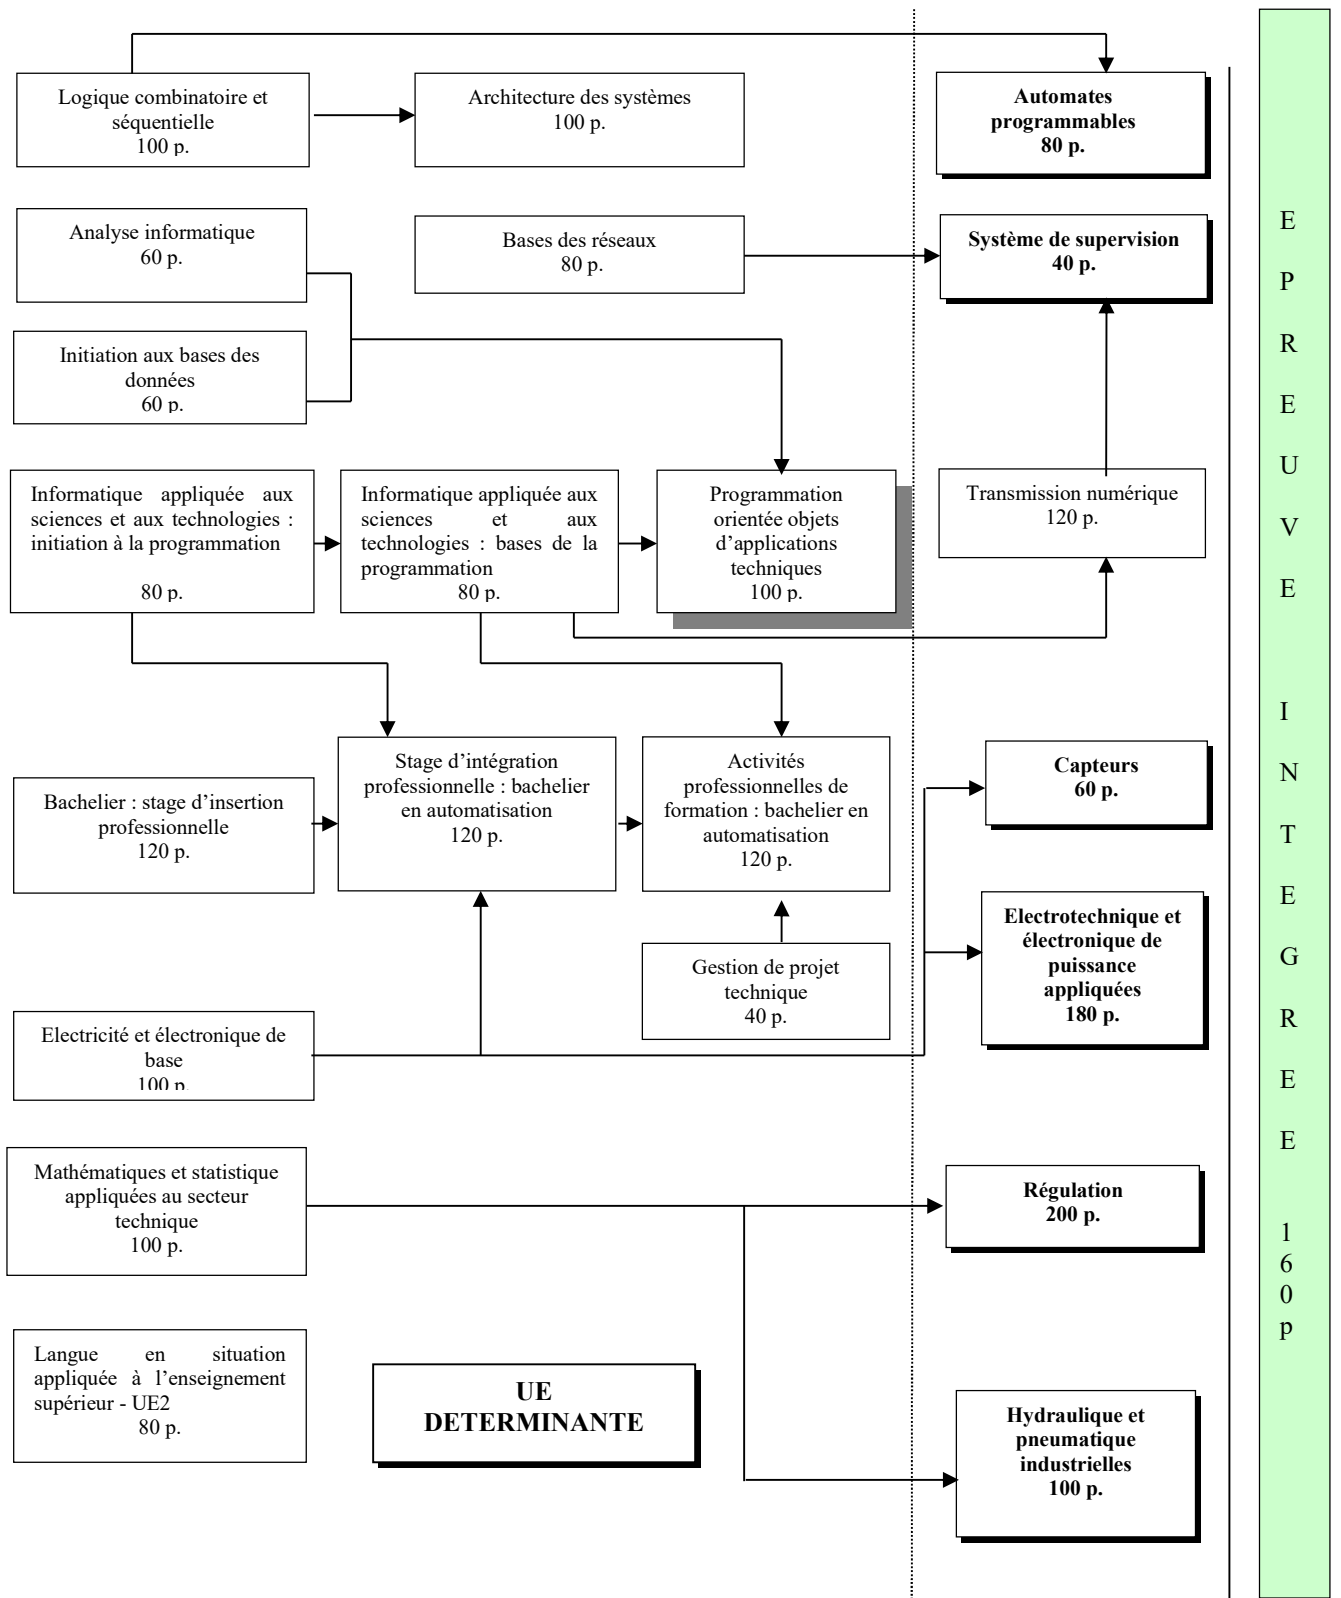 Logique combinatoire et
séquentielle
100 p.
Architecture des systèmes
100 p.
Automates
programmables
80 p.
Analyse informatique
60 p.
Bases des réseaux
80 p.
Système de supervision
40 p.
Initiation aux bases des
données
60 p.
Informatique appliquée aux
sciences et aux technologies :
initiation à la programmation
80 p.
Informatique appliquée aux
sciences et aux
technologies : bases de la
programmation
80 p.
Programmation
orientée objets
d'applications
techniques
100 p.
Transmission numérique
120 p.
Bachelier : stage d'insertion
professionnelle
120 p.
Stage d'intégration
professionnelle : bachelier
en automatisation
120 p.
Activités
professionnelles de
formation : bachelier en
automatisation
120 p.
Capteurs
60 p.
Gestion de projet
technique
40 p.
Electrotechnique et
électronique de
puissance
appliquées
180 p.
Electricité et électronique de
base
100 p.
Mathématiques et statistique
appliquées au secteur
technique
100 p.
Régulation
200 p.
Langue en situation
appliquée à l'enseignement
supérieur - UE2
80 p.
UE
DETERMINANTE
Hydraulique et
pneumatique
industrielles
100 p.
EPREUVE INTEGREE 160p